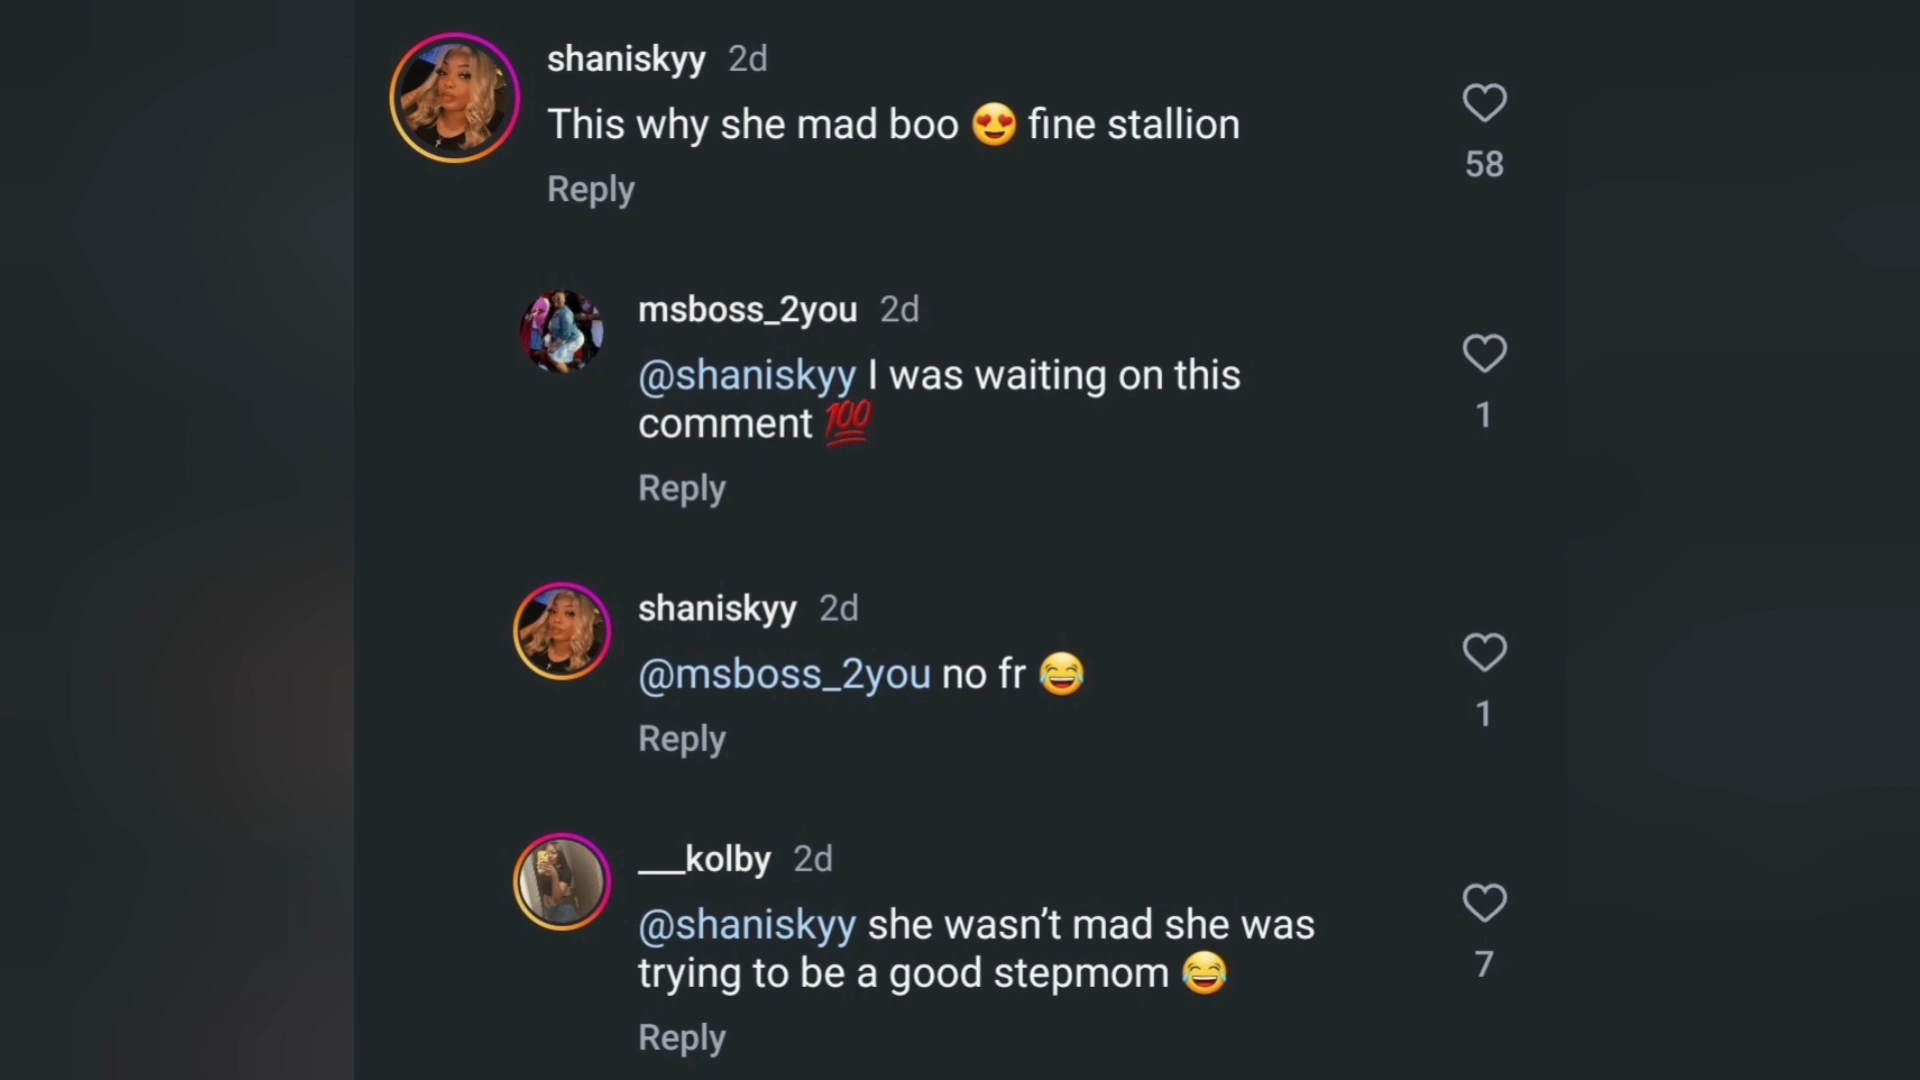 shaniskyy 2d
This why she mad boo 😍 fine stallion
58
Reply
msboss_2you 2d
@shaniskyy I was waiting on this
comment 💯
1
Reply
shaniskyy 2d
@msboss_2you no fr 😂
1
Reply
___kolby 2d
@shaniskyy she wasn’t mad she was
trying to be a good stepmom 😂
7
Reply